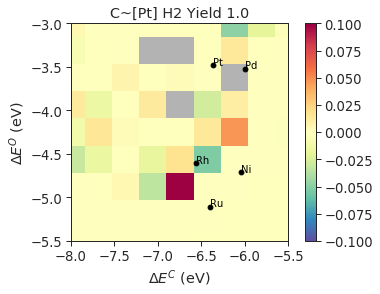 C~[Pt] H2 Yield 1.0
−3.0
−3.5
−4.0
−4.5
−5.0
−5.5
ΔE^O (eV)
Pt
Pd
Rh
Ni
Ru
−8.0 −7.5 −7.0 −6.5 −6.0 −5.5
ΔE^C (eV)
0.100
0.075
0.050
0.025
0.000
−0.025
−0.050
−0.075
−0.100